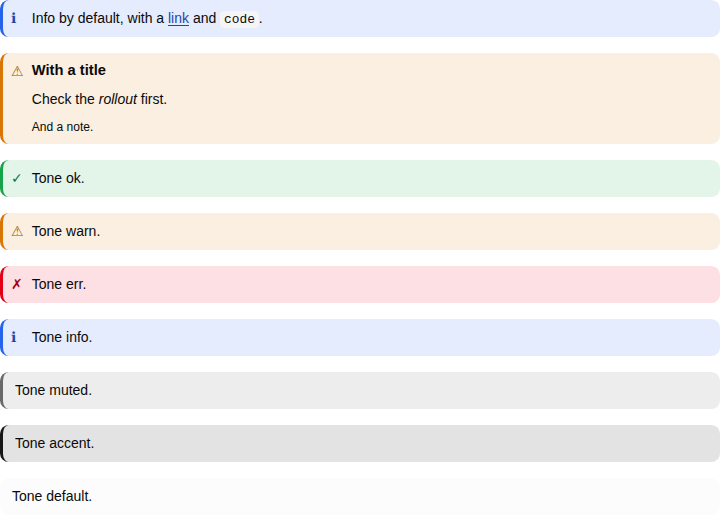 ℹ Info by default, with a link and code.
⚠ With a title
Check the rollout first.
And a note.
✓ Tone ok.
⚠ Tone warn.
✗ Tone err.
ℹ Tone info.
Tone muted.
Tone accent.
Tone default.